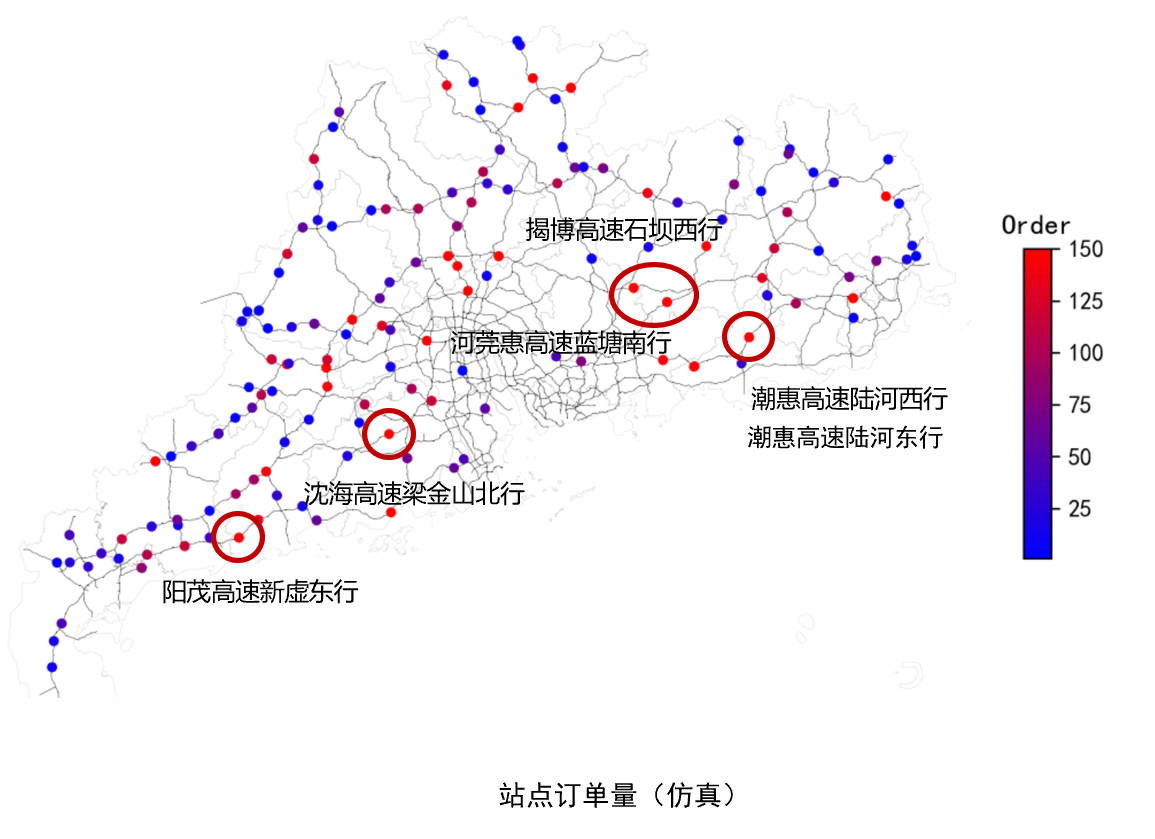 揭博高速石坝西行
Order
150
125
100
75
50
25
河莞惠高速蓝塘南行
潮惠高速陆河西行
潮惠高速陆河东行
沈海高速梁金山北行
阳茂高速新虚东行
站点订单量（仿真）